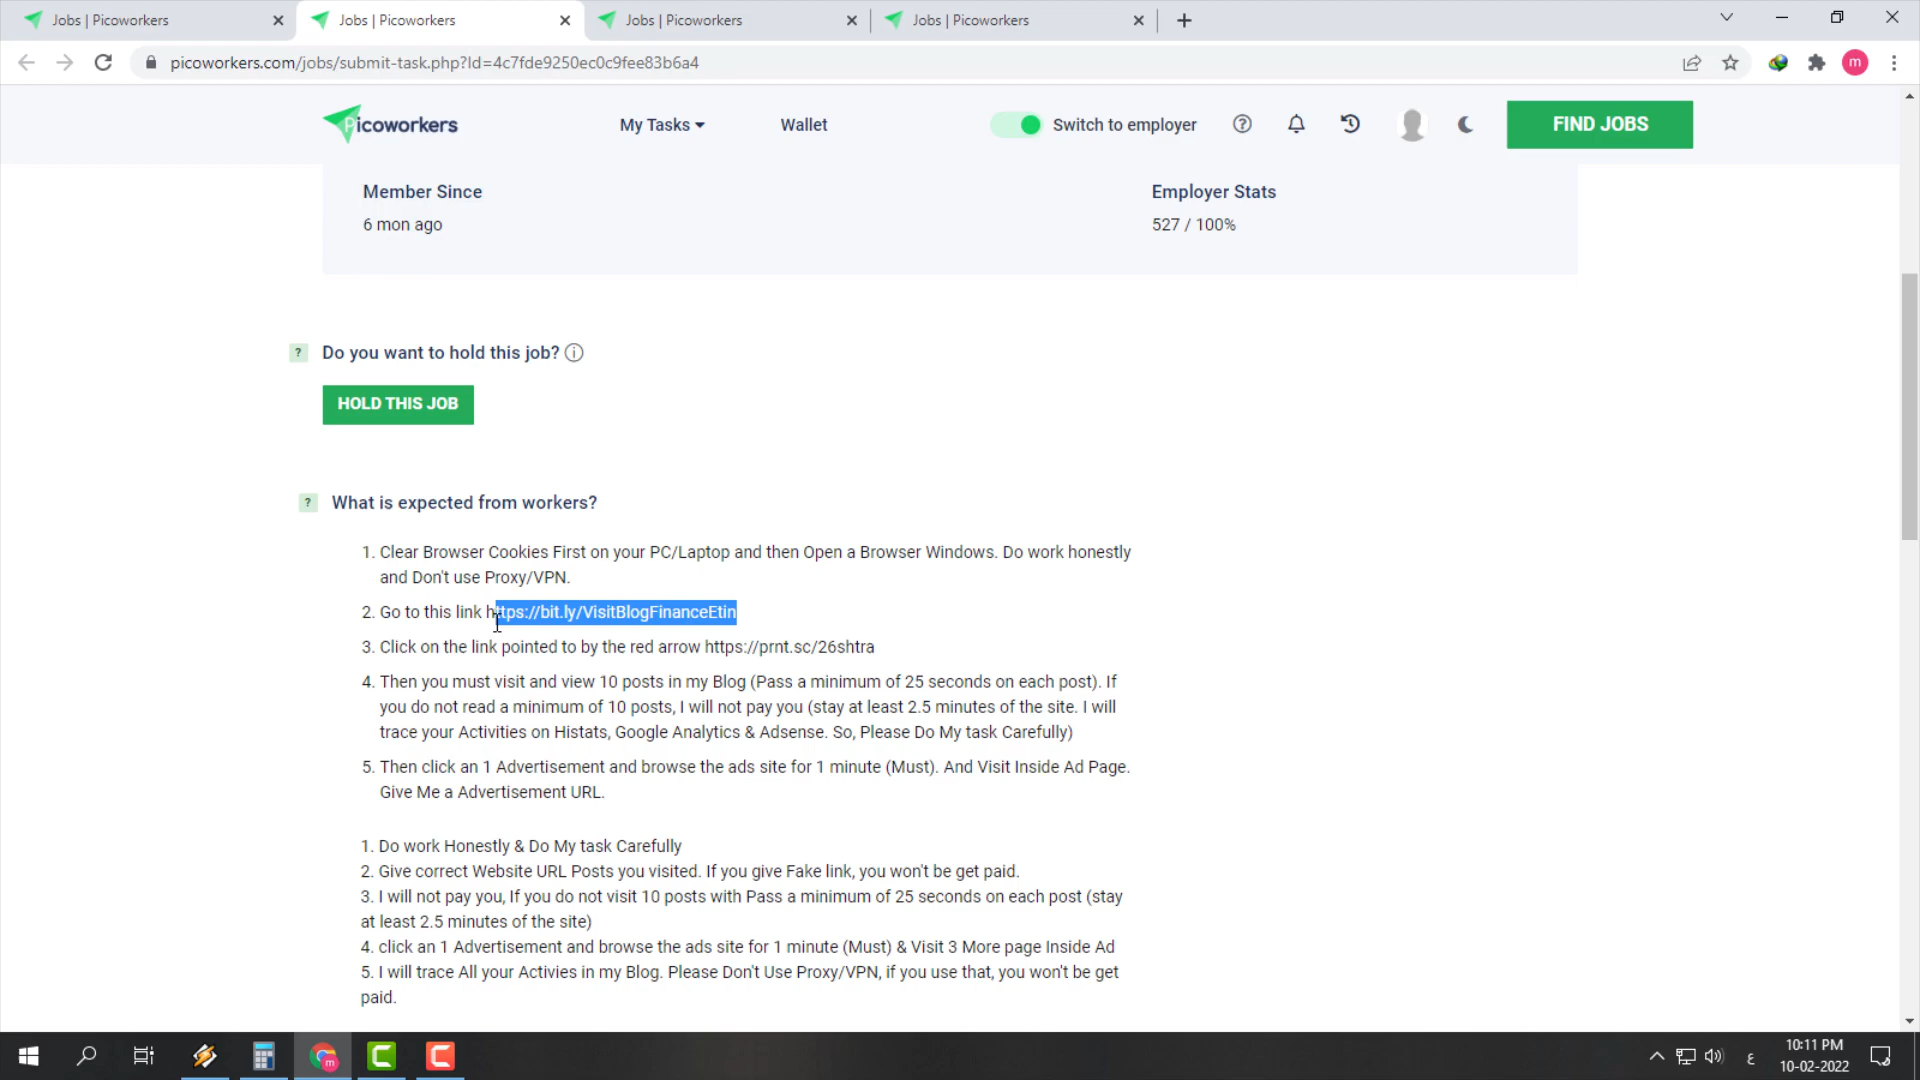 Jobs | Picoworkers
Jobs | Picoworkers
Jobs | Picoworkers
Jobs | Picoworkers
picoworkers.com/jobs/submit-task.php?Id=4c7fde9250ec0c9fee83b6a4
m
Picoworkers
My Tasks
Wallet
Switch to employer
FIND JOBS
Member Since
Employer Stats
6 mon ago
527 / 100%
? Do you want to hold this job?
HOLD THIS JOB
? What is expected from workers?
1. Clear Browser Cookies First on your PC/Laptop and then Open a Browser Windows. Do work honestly
and Don't use Proxy/VPN.
2. Go to this link https://bit.ly/VisitBlogFinanceEtin
3. Click on the link pointed to by the red arrow https://prnt.sc/26shtra
4. Then you must visit and view 10 posts in my Blog (Pass a minimum of 25 seconds on each post). If
you do not read a minimum of 10 posts, I will not pay you (stay at least 2.5 minutes of the site. I will
trace your Activities on Histats, Google Analytics & Adsense. So, Please Do My task Carefully)
5. Then click an 1 Advertisement and browse the ads site for 1 minute (Must). And Visit Inside Ad Page.
Give Me a Advertisement URL.
1. Do work Honestly & Do My task Carefully
2. Give correct Website URL Posts you visited. If you give Fake link, you won't be get paid.
3. I will not pay you, If you do not visit 10 posts with Pass a minimum of 25 seconds on each post (stay
at least 2.5 minutes of the site)
4. click an 1 Advertisement and browse the ads site for 1 minute (Must) & Visit 3 More page Inside Ad
5. I will trace All your Activies in my Blog. Please Don't Use Proxy/VPN, if you use that, you won't be get
paid.
ع
10:11 PM
10-02-2022